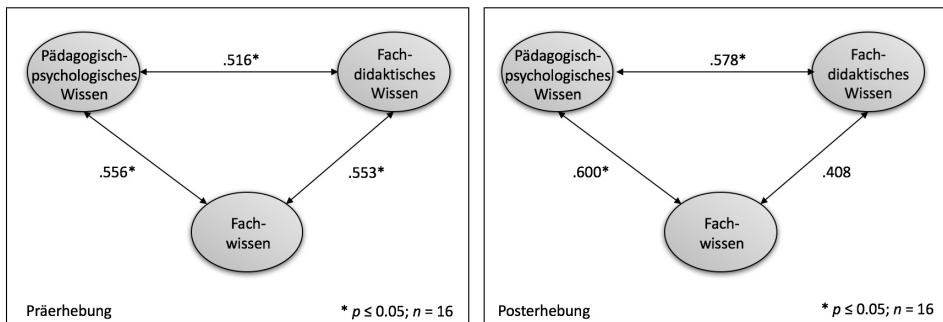 Pädagogisch-
psychologisches
Wissen
.516*
Fach-
didaktisches
Wissen
.556*
.553*
Fach-
wissen
Präerhebung
* p ≤ 0.05; n = 16
Pädagogisch-
psychologisches
Wissen
.578*
Fach-
didaktisches
Wissen
.600*
.408
Fach-
wissen
Posterhebung
* p ≤ 0.05; n = 16